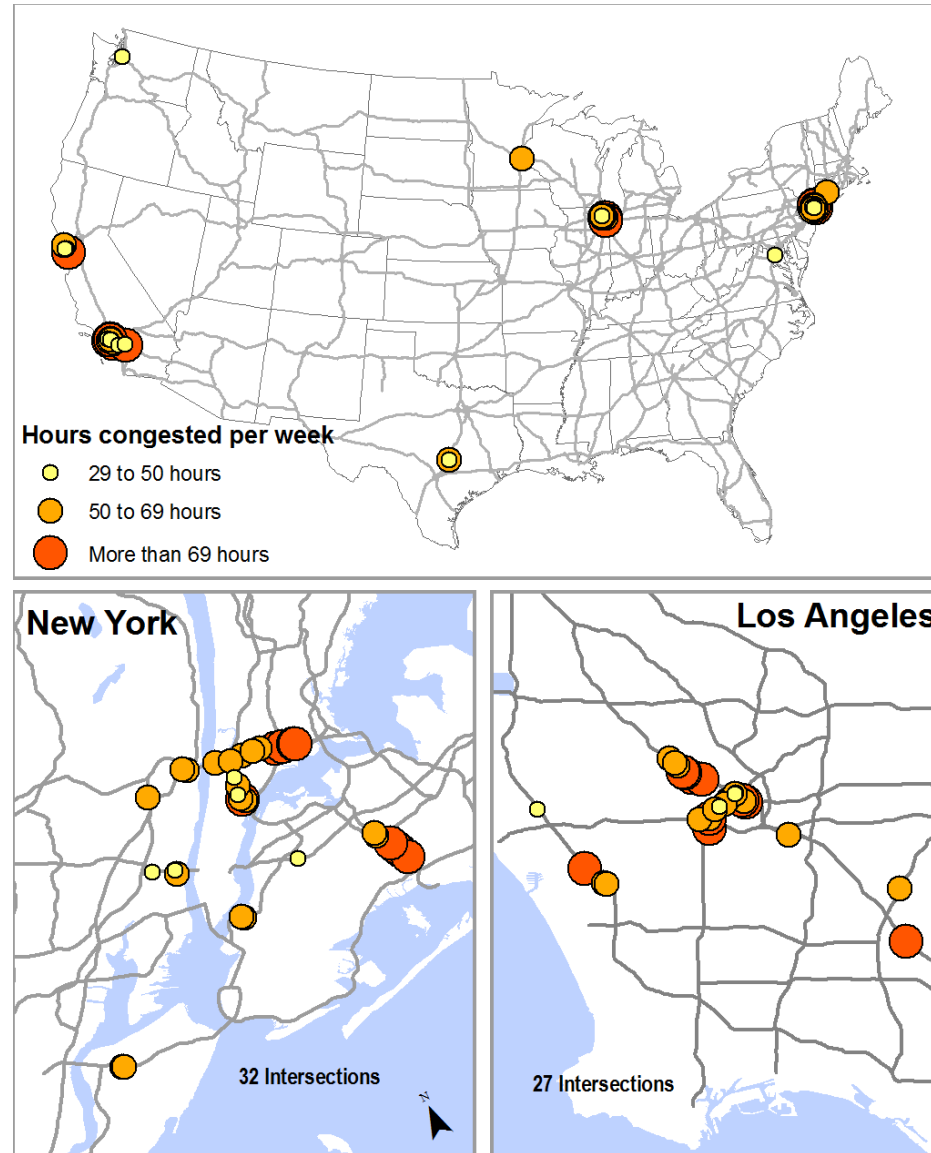 Hours congested per week
29 to 50 hours
50 to 69 hours
More than 69 hours
New York
Los Angeles
32 Intersections
27 Intersections
N